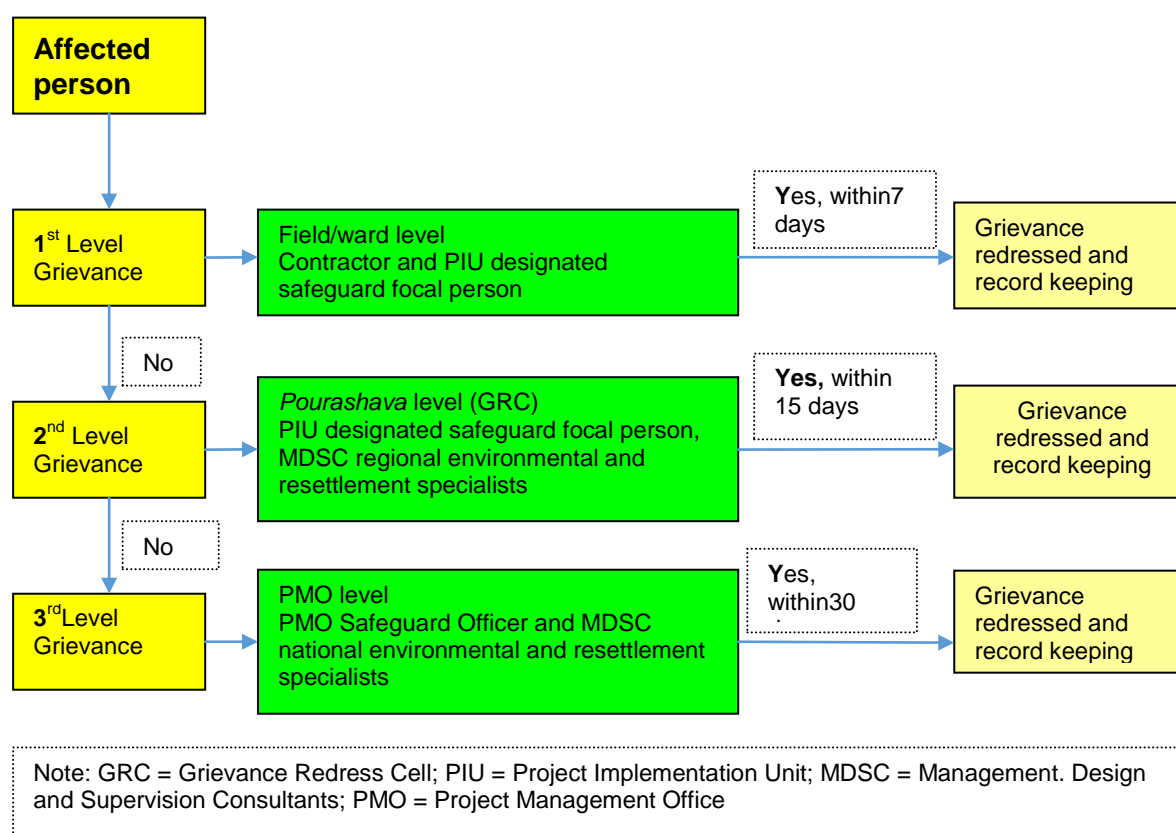 Affected
person
1st Level
Grievance
Field/ward level
Contractor and PIU designated
safeguard focal person
Yes, within7
days
Grievance
redressed and
record keeping
No
2nd Level
Grievance
Pourashava level (GRC)
PIU designated safeguard focal person,
MDSC regional environmental and
resettlement specialists
Yes, within
15 days
Grievance
redressed and
record keeping
No
3rdLevel
Grievance
PMO level
PMO Safeguard Officer and MDSC
national environmental and resettlement
specialists
Yes,
within30
Grievance
redressed and
record keeping
Note: GRC = Grievance Redress Cell; PIU = Project Implementation Unit; MDSC = Management. Design
and Supervision Consultants; PMO = Project Management Office